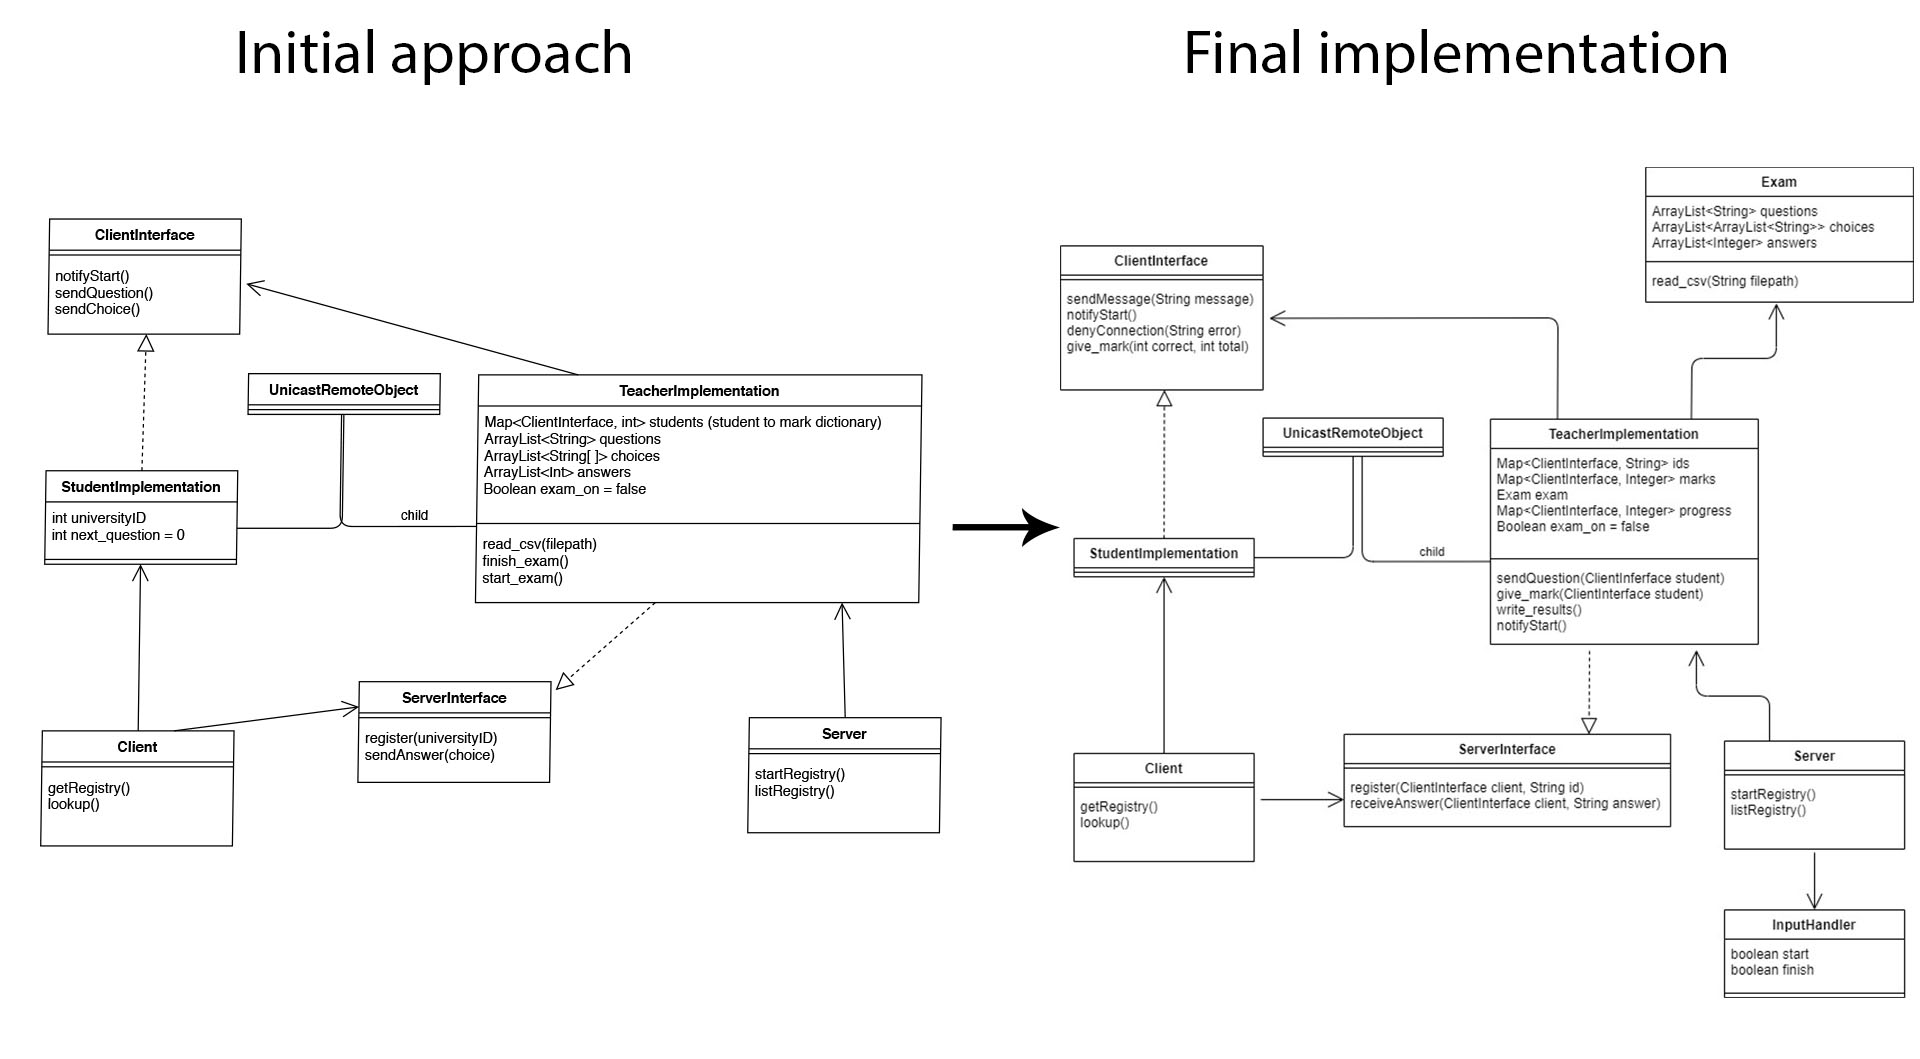 Initial approach
Final implementation
ClientInterface
notifyStart()
sendQuestion()
sendChoice()
UnicastRemoteObject
TeacherImplementation
Map<ClientInterface, int> students (student to mark dictionary)
ArrayList<String> questions
ArrayList<String[ ]> choices
ArrayList<Int> answers
Boolean exam_on = false
read_csv(filepath)
finish_exam()
start_exam()
StudentImplementation
int universityID
int next_question = 0
child
ServerInterface
register(universityID)
sendAnswer(choice)
Client
getRegistry()
lookup()
Server
startRegistry()
listRegistry()
Exam
ArrayList<String> questions
ArrayList<ArrayList<String>> choices
ArrayList<Integer> answers
read_csv(String filepath)
ClientInterface
sendMessage(String message)
notifyStart()
denyConnection(String error)
give_mark(int correct, int total)
UnicastRemoteObject
TeacherImplementation
Map<ClientInterface, String> ids
Map<ClientInterface, Integer> marks
Exam exam
Map<ClientInterface, Integer> progress
Boolean exam_on = false
sendQuestion(ClientInferface student)
give_mark(ClientInterface student)
write_results()
notifyStart()
StudentImplementation
child
ServerInterface
register(ClientInterface client, String id)
receiveAnswer(ClientInterface client, String answer)
Client
getRegistry()
lookup()
Server
startRegistry()
listRegistry()
InputHandler
boolean start
boolean finish